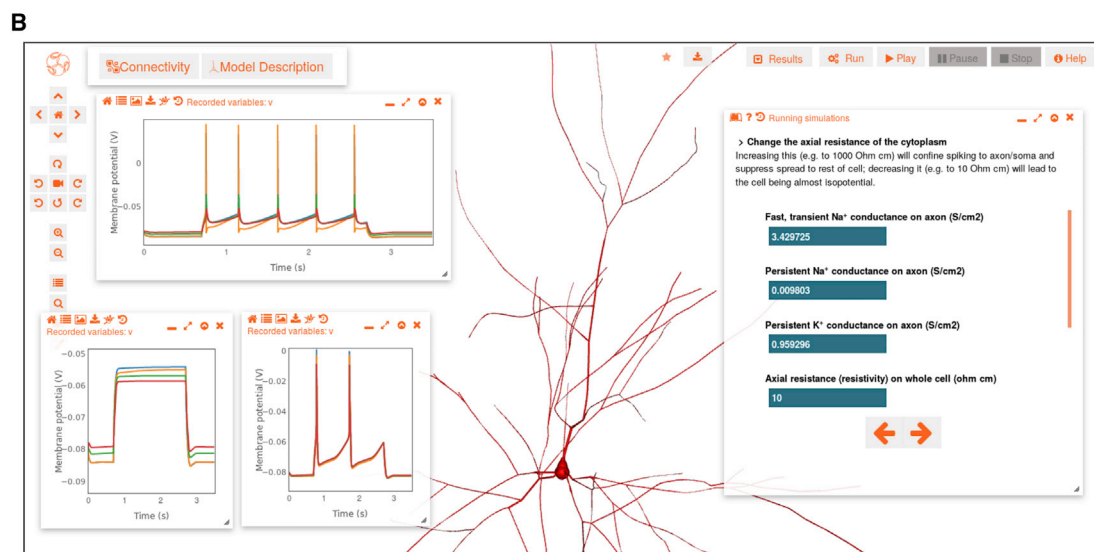 B
Connectivity
Model Description
Results
Run
Play
Pause
Stop
Help
Recorded variables: v
Membrane potential (V)
0
−0.05
0
1
2
3
Time (s)
Running simulations
> Change the axial resistance of the cytoplasm
Increasing this (e.g. to 1000 Ohm cm) will confine spiking to axon/soma and
suppress spread to rest of cell; decreasing it (e.g. to 10 Ohm cm) will lead to
the cell being almost isopotential.
Fast, transient Na⁺ conductance on axon (S/cm2)
3.429725
Persistent Na⁺ conductance on axon (S/cm2)
0.009803
Persistent K⁺ conductance on axon (S/cm2)
0.959296
Axial resistance (resistivity) on whole cell (ohm cm)
10
Recorded variables: v
Membrane potential (V)
−0.05
−0.06
−0.07
−0.08
−0.09
0
1
2
3
Time (s)
Recorded variables: v
Membrane potential (V)
0
−0.02
−0.04
−0.06
−0.08
0
1
2
3
Time (s)